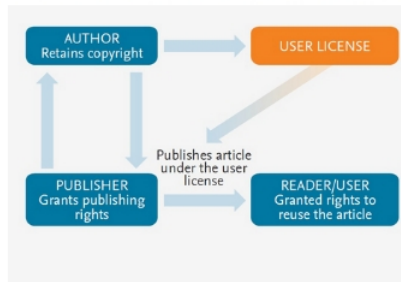 AUTHOR
Retains copyright
USER LICENSE
Publishes article
under the user
license
PUBLISHER
Grants publishing
rights
READER/USER
Granted rights to
reuse the article